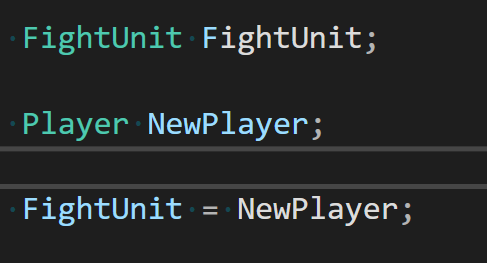 FightUnit FightUnit;
Player NewPlayer;
FightUnit = NewPlayer;